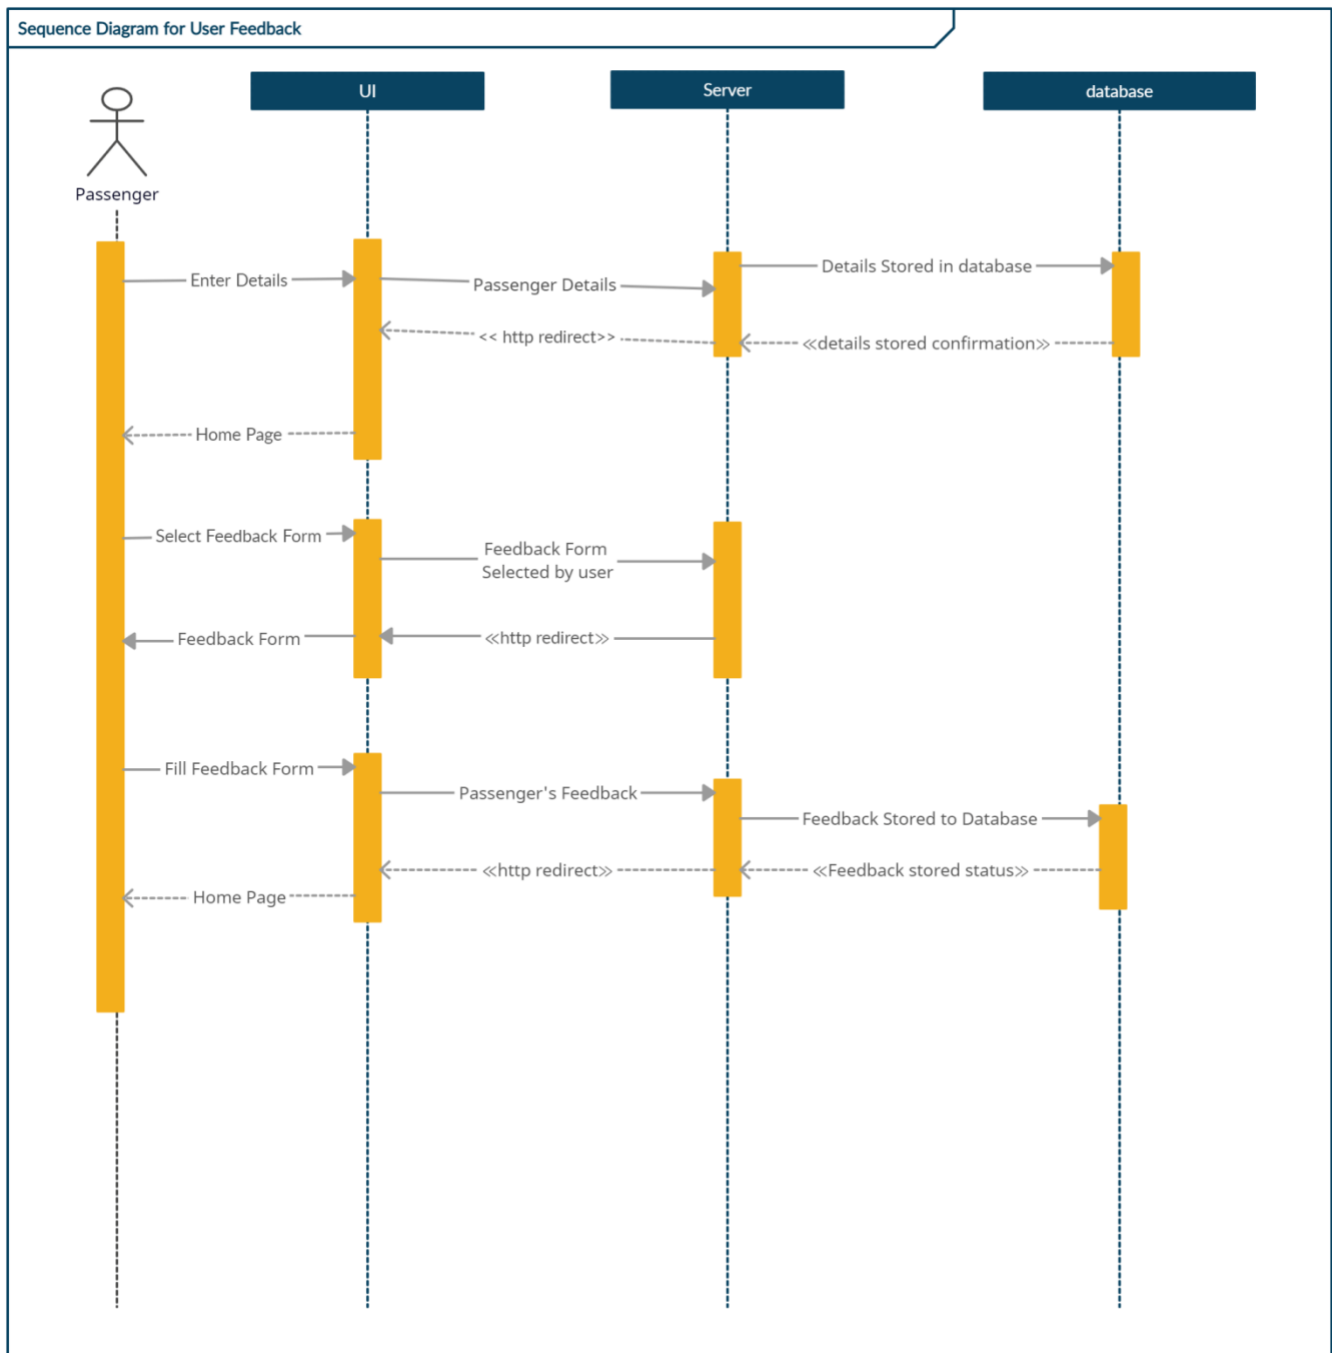 Sequence Diagram for User Feedback
UI
Server
database
Passenger
Enter Details
Passenger Details
Details Stored in database
<< http redirect>>
≪details stored confirmation≫
Home Page
Select Feedback Form
Feedback Form
Selected by user
Feedback Form
≪http redirect≫
Fill Feedback Form
Passenger's Feedback
Feedback Stored to Database
≪http redirect≫
≪Feedback stored status≫
Home Page